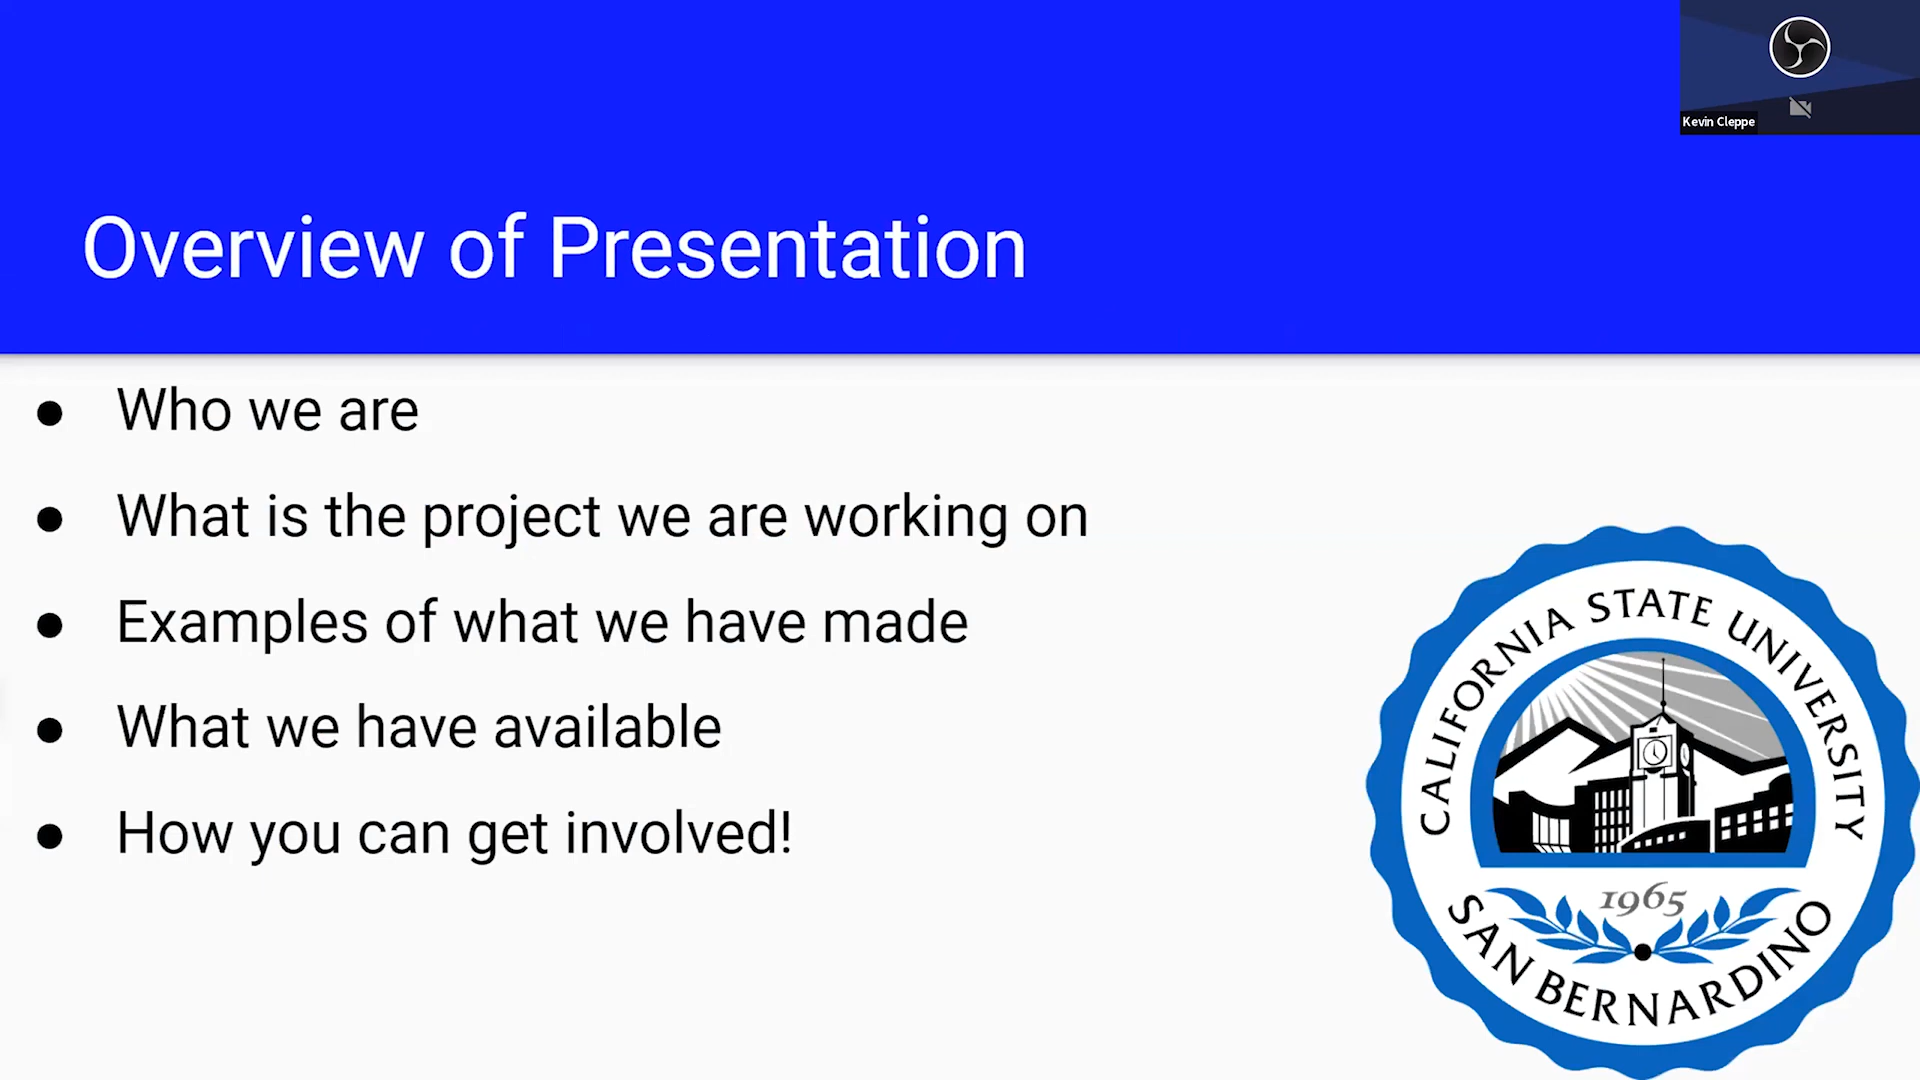 Kevin Cleppe
Overview of Presentation
● Who we are
● What is the project we are working on
● Examples of what we have made
● What we have available
● How you can get involved!
CALIFORNIA STATE UNIVERSITY
1965
SAN BERNARDINO